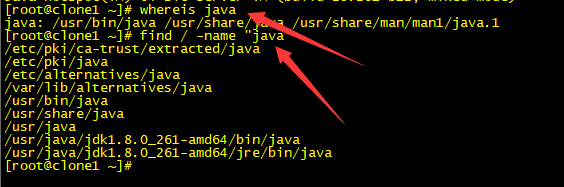 [root@clone1 ~]# whereis java
java: /usr/bin/java /usr/share/java /usr/share/man/man1/java.1
[root@clone1 ~]# find / -name "java
/etc/pki/ca-trust/extracted/java
/etc/pki/java
/etc/alternatives/java
/var/lib/alternatives/java
/usr/bin/java
/usr/share/java
/usr/java
/usr/java/jdk1.8.0_261-amd64/bin/java
/usr/java/jdk1.8.0_261-amd64/jre/bin/java
[root@clone1 ~]#